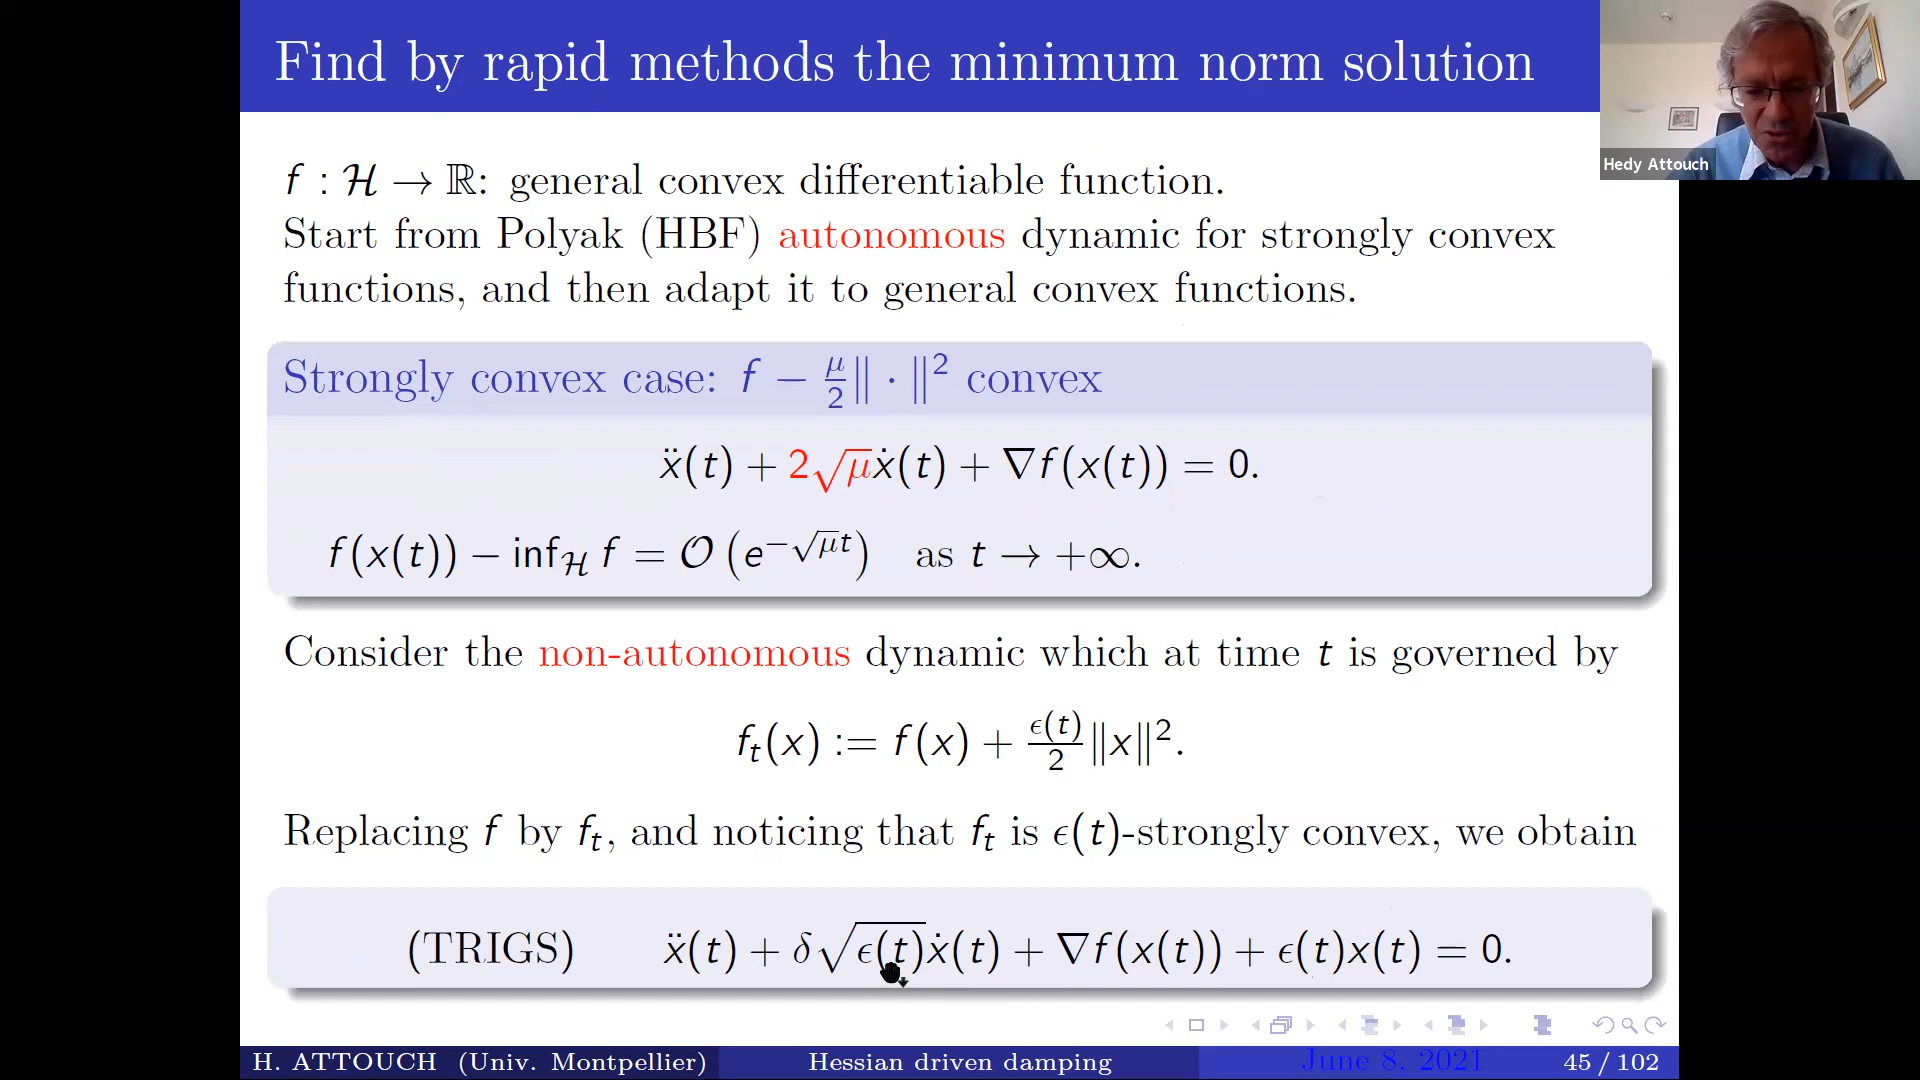 Find by rapid methods the minimum norm solution
Hedy Attouch
f : ℋ → ℝ: general convex differentiable function.
Start from Polyak (HBF) autonomous dynamic for strongly convex
functions, and then adapt it to general convex functions.
Strongly convex case: f − μ/2 ‖ · ‖² convex
ẍ(t) + 2√μẋ(t) + ∇f(x(t)) = 0.
f(x(t)) − inf_ℋ f = 𝒪(e^{−√μt}) as t → +∞.
Consider the non-autonomous dynamic which at time t is governed by
f_t(x) := f(x) + ϵ(t)/2 ‖x‖².
Replacing f by f_t, and noticing that f_t is ϵ(t)-strongly convex, we obtain
(TRIGS) ẍ(t) + δ√ϵ(t)ẋ(t) + ∇f(x(t)) + ϵ(t)x(t) = 0.
H. ATTOUCH (Univ. Montpellier) Hessian driven damping June 8, 2021 45 / 102